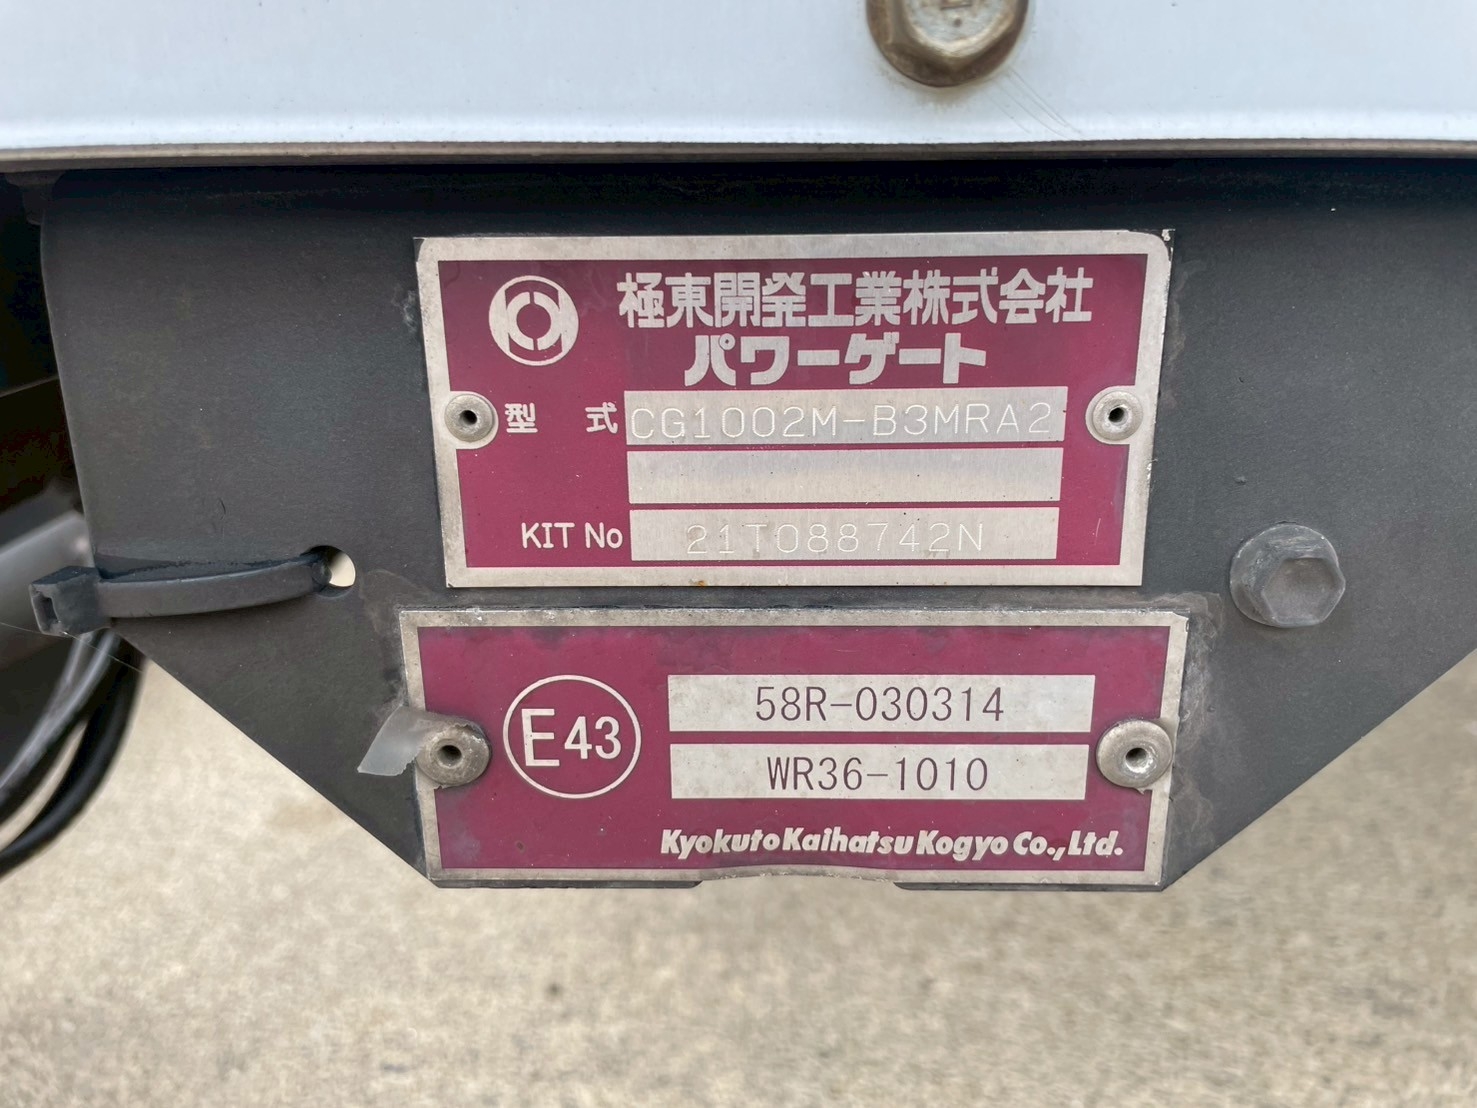 極東開発工業株式会社
パワーゲート
型 式 CG1002M-B3MRA2
KIT No 21T088742N
E43
58R-030314
WR36-1010
Kyokuto Kaihatsu Kogyo Co., Ltd.